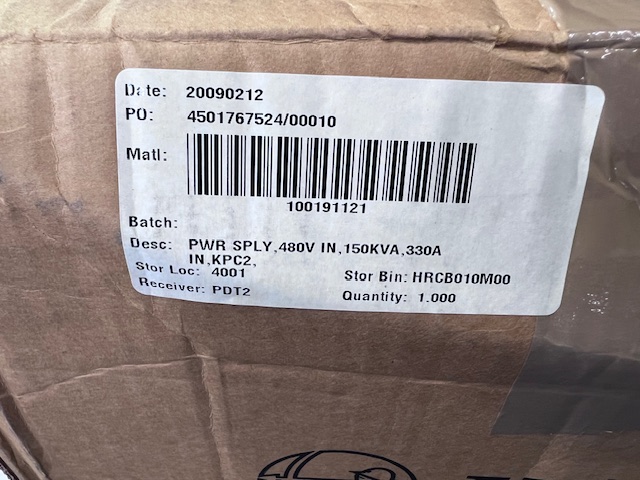 Date: 20090212
PO: 4501767524/00010
Matl:
100191121
Batch:
Desc: PWR SPLY,480V IN,150KVA,330A
IN,KPC2,
Stor Loc: 4001 Stor Bin: HRCB010M00
Receiver: PDT2 Quantity: 1.000